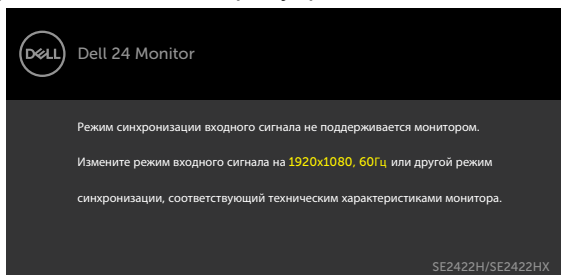 DELL
Dell 24 Monitor
Режим синхронизации входного сигнала не поддерживается монитором.
Измените режим входного сигнала на 1920x1080, 60Гц или другой режим
синхронизации, соответствующий техническим характеристиками монитора.
SE2422H/SE2422HX